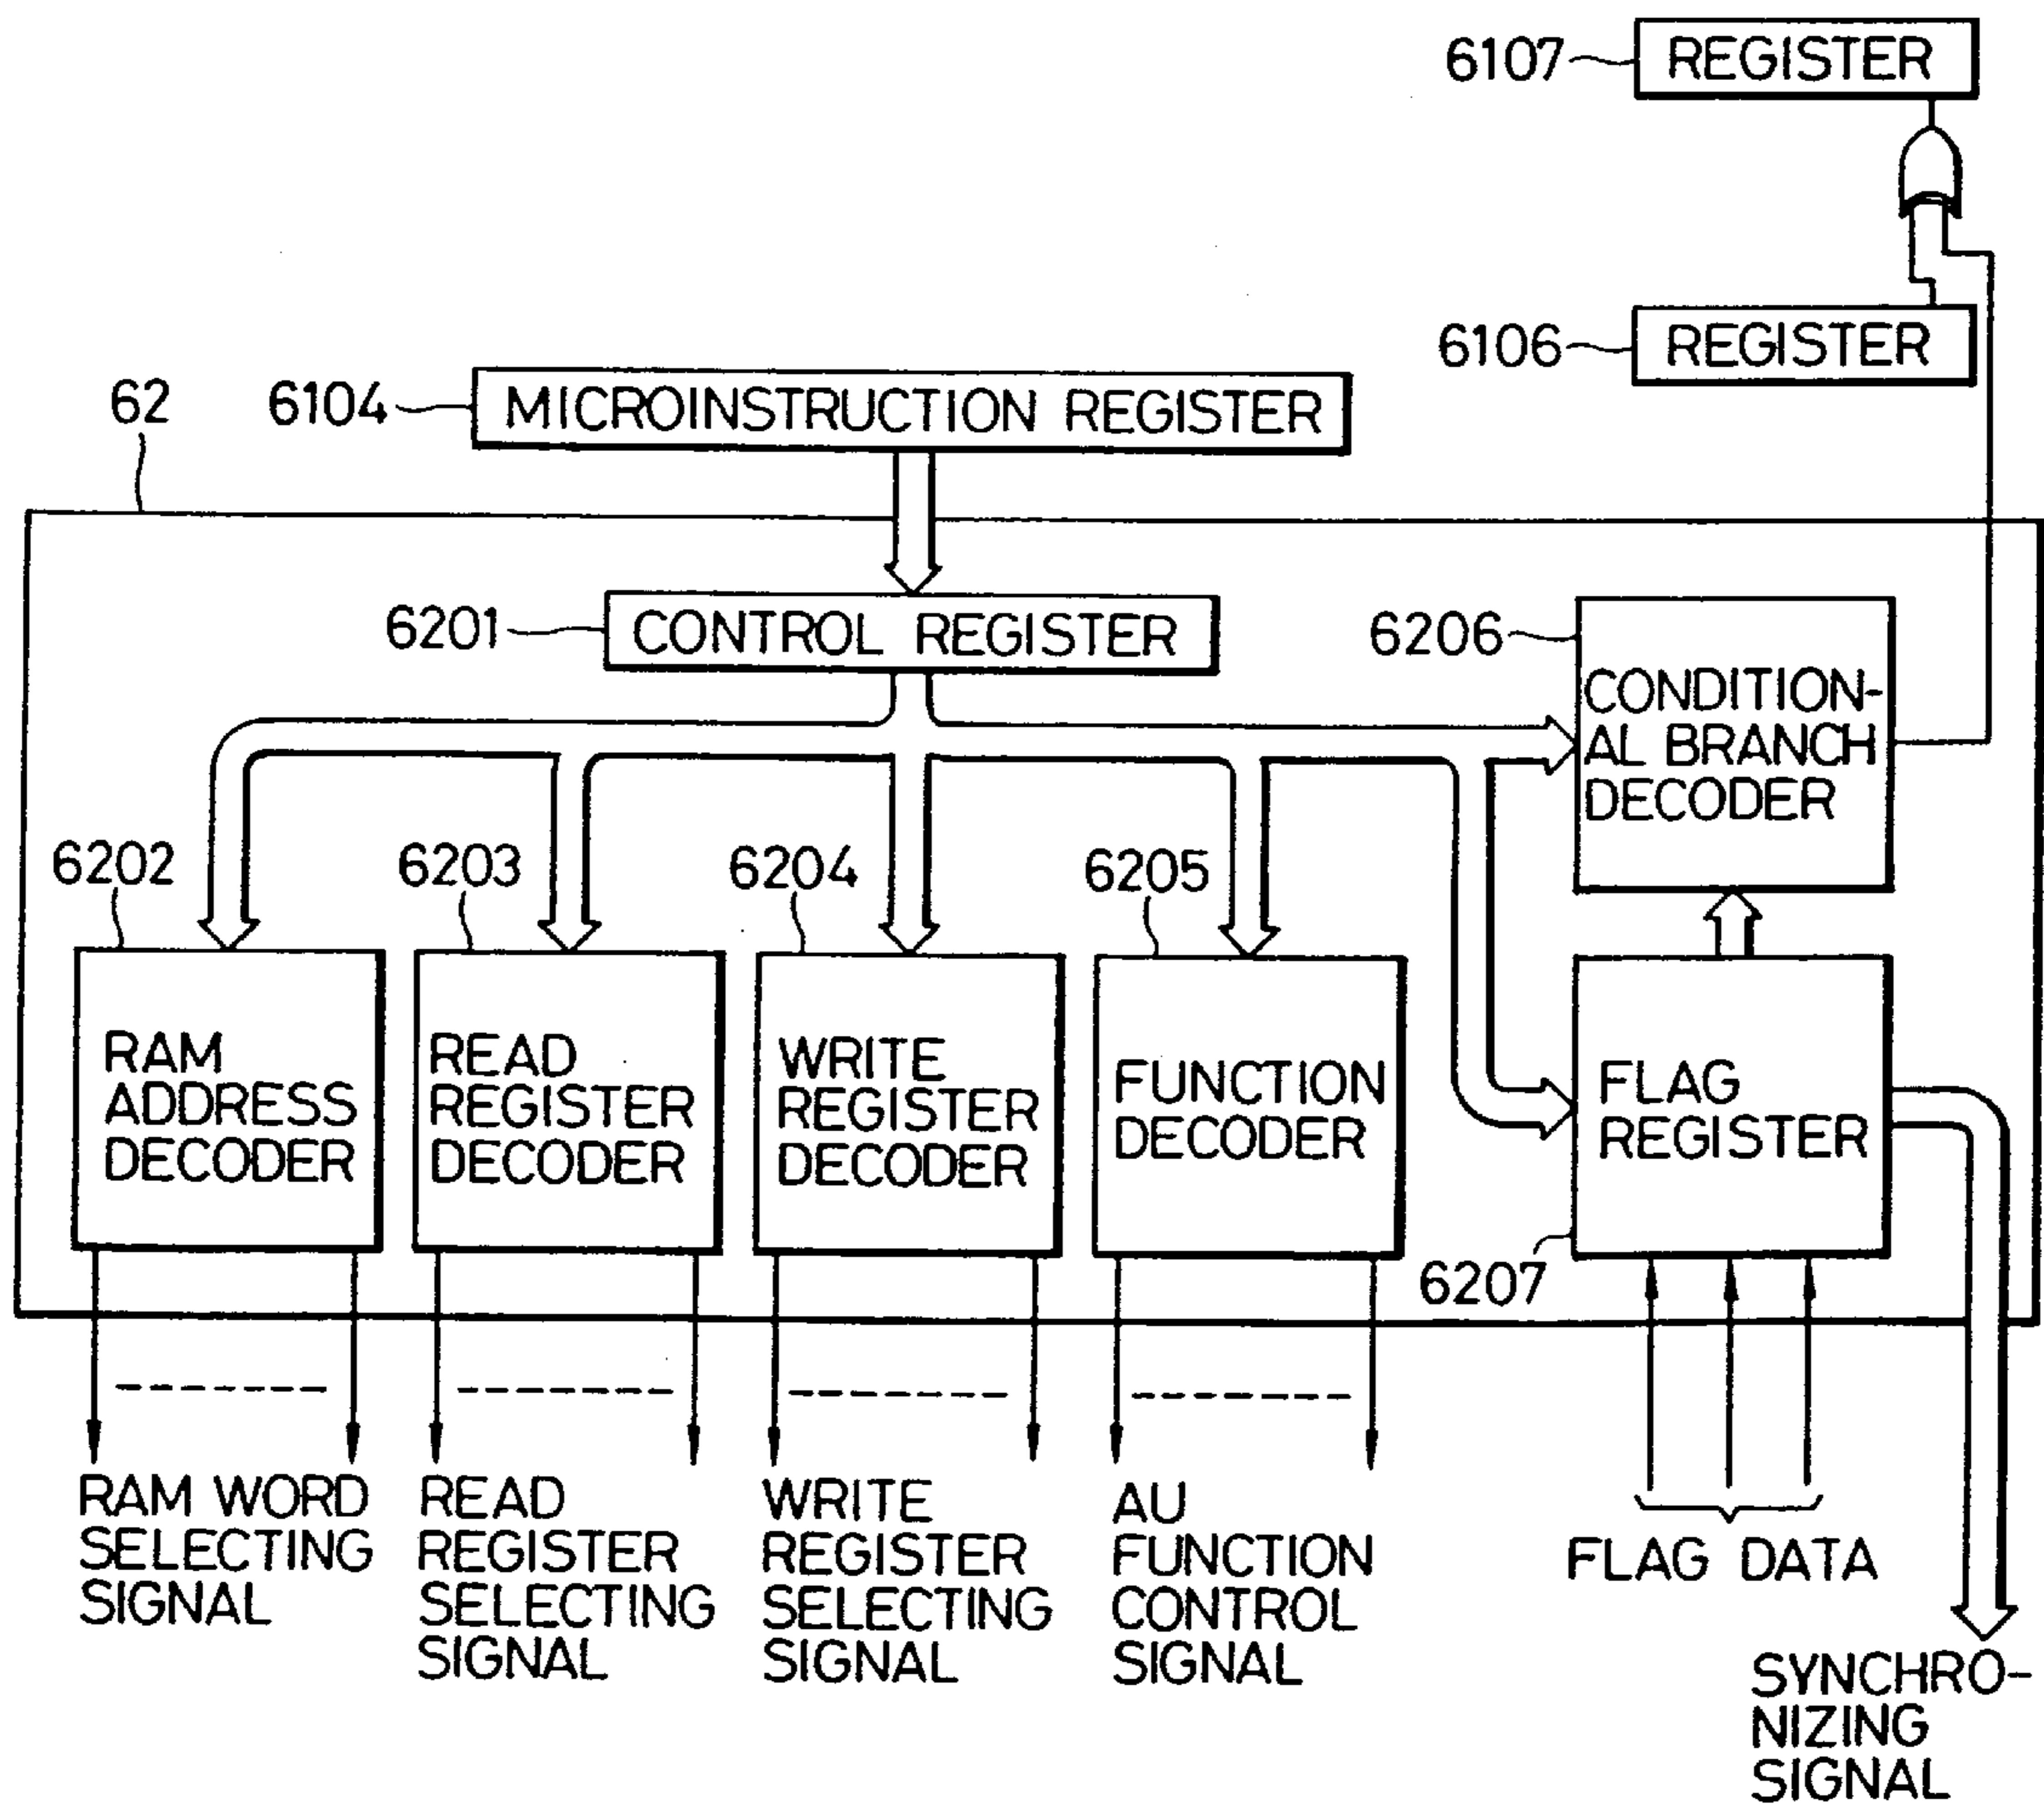 6107
REGISTER
6106
REGISTER
62
6104
MICROINSTRUCTION REGISTER
6201
CONTROL REGISTER
6206
CONDITION-
AL BRANCH
DECODER
6202
6203
6204
6205
RAM
ADDRESS
DECODER
READ
REGISTER
DECODER
WRITE
REGISTER
DECODER
FUNCTION
DECODER
FLAG
REGISTER
6207
RAM WORD
SELECTING
SIGNAL
READ
REGISTER
SELECTING
SIGNAL
WRITE
REGISTER
SELECTING
SIGNAL
AU
FUNCTION
CONTROL
SIGNAL
FLAG DATA
SYNCHRO-
NIZING
SIGNAL